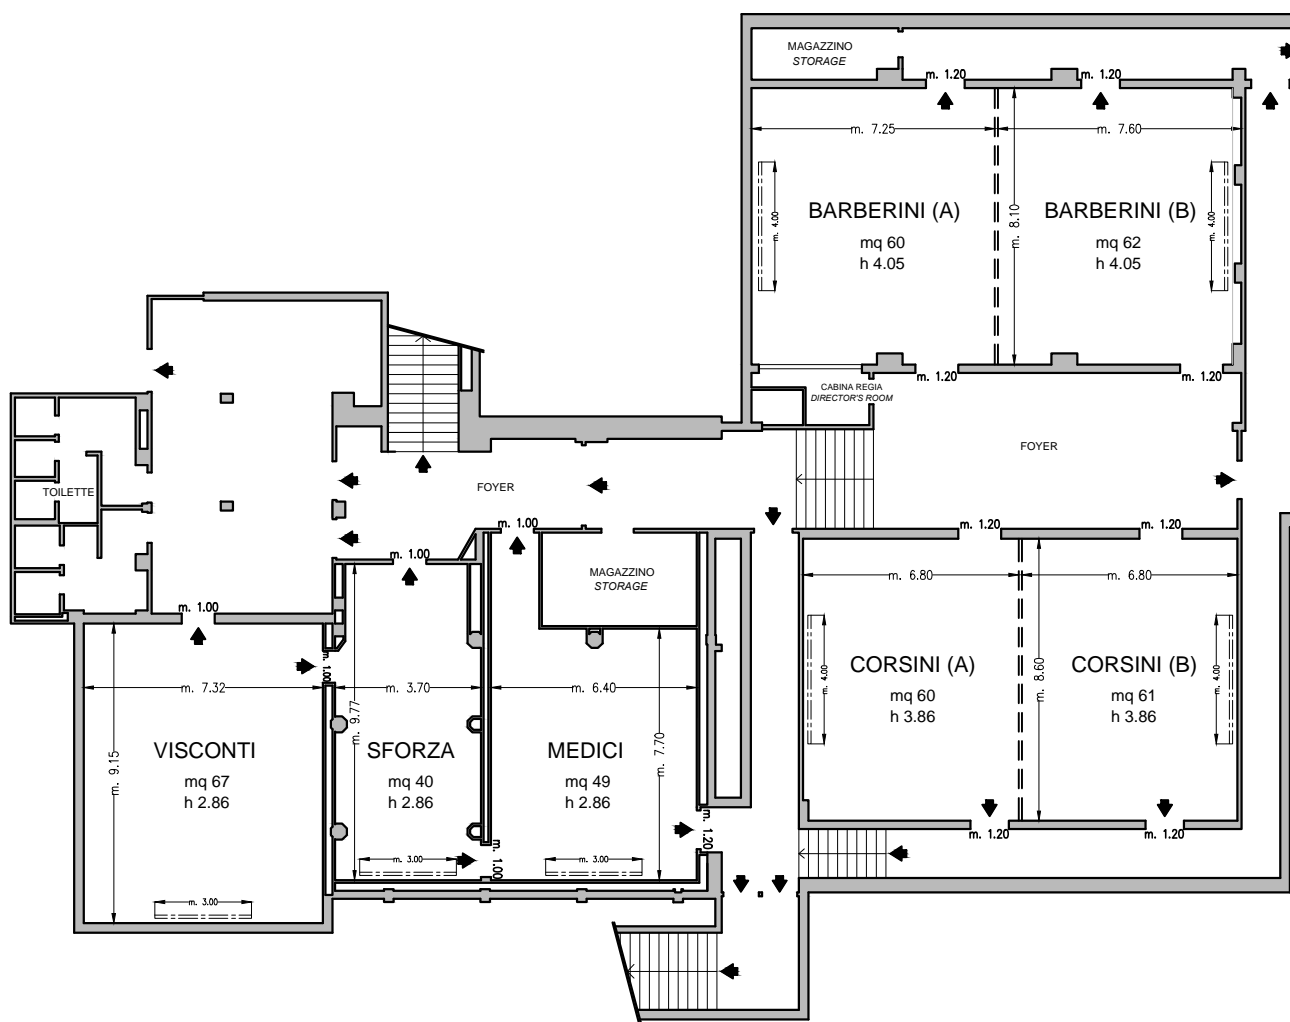 MAGAZZINO
STORAGE
m. 1.20
m. 1.20
m. 7.25
m. 7.60
m. 4.00
m. 8.10
m. 4.00
BARBERINI (A)
mq 60
h 4.05
BARBERINI (B)
mq 62
h 4.05
m. 1.20
m. 1.20
CABINA REGIA
DIRECTOR'S ROOM
FOYER
TOILETTE
FOYER
m. 1.00
m. 1.20
m. 1.20
m. 1.00
MAGAZZINO
STORAGE
m. 6.80
m. 6.80
m. 1.00
m. 4.00
m. 8.60
m. 4.00
CORSINI (A)
mq 60
h 3.86
CORSINI (B)
mq 61
h 3.86
m. 1.00
m. 7.32
m. 3.70
m. 6.40
m. 9.15
m. 9.77
m. 7.70
VISCONTI
mq 67
h 2.86
SFORZA
mq 40
h 2.86
MEDICI
mq 49
h 2.86
m. 1.20
m. 1.20
m. 1.20
m. 3.00
m. 1.00
m. 3.00
m. 3.00